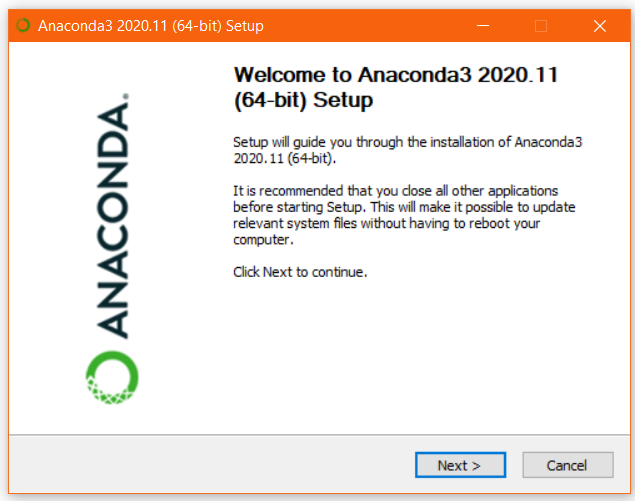 Anaconda3 2020.11 (64-bit) Setup
ANACONDA.
Welcome to Anaconda3 2020.11
(64-bit) Setup
Setup will guide you through the installation of Anaconda3
2020.11 (64-bit).
It is recommended that you close all other applications
before starting Setup. This will make it possible to update
relevant system files without having to reboot your
computer.
Click Next to continue.
Next >
Cancel